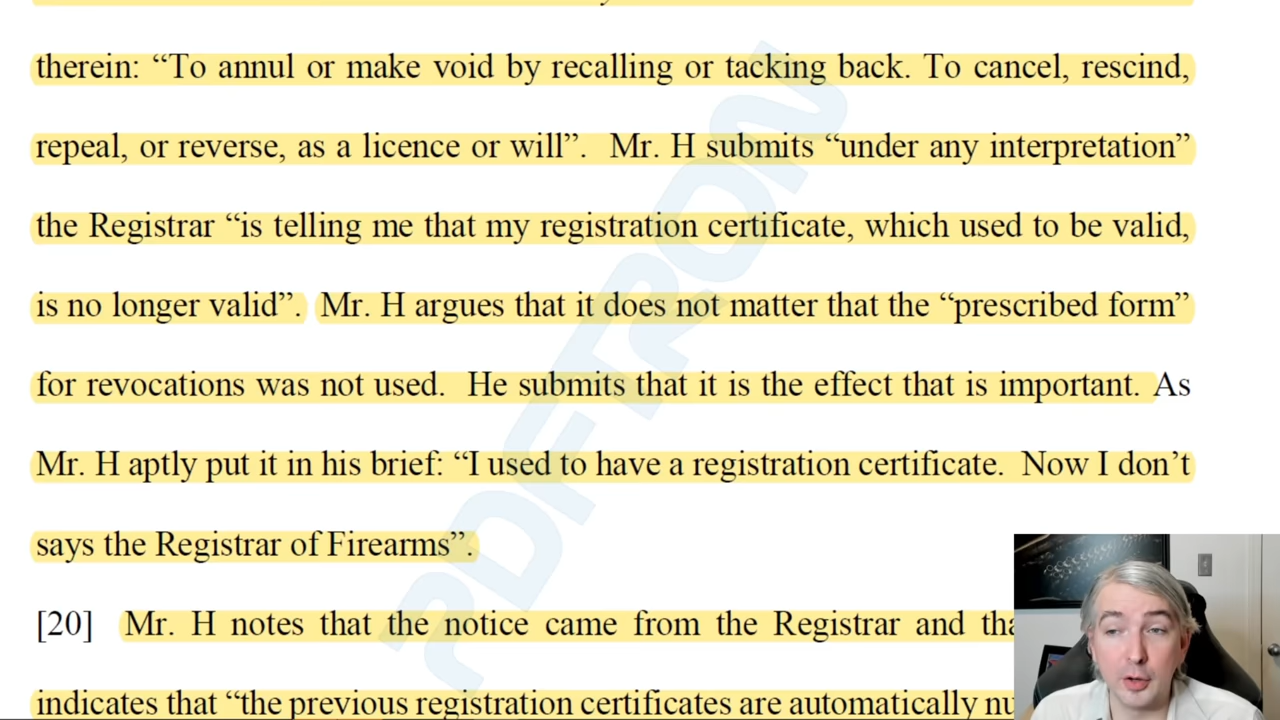 therein: “To annul or make void by recalling or tacking back. To cancel, rescind,
repeal, or reverse, as a licence or will”. Mr. H submits “under any interpretation”
the Registrar “is telling me that my registration certificate, which used to be valid,
is no longer valid”. Mr. H argues that it does not matter that the “prescribed form”
for revocations was not used. He submits that it is the effect that is important. As
Mr. H aptly put it in his brief: “I used to have a registration certificate. Now I don’t
says the Registrar of Firearms”.
[20] Mr. H notes that the notice came from the Registrar and
indicates that “the previous registration certificates are automatically
PDFTRON